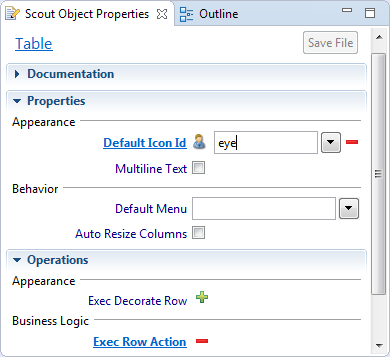 Scout Object Properties Outline
Table Save File
Documentation
Properties
Appearance
Default Icon Id eye
Multiline Text
Behavior
Default Menu
Auto Resize Columns
Operations
Appearance
Exec Decorate Row
Business Logic
Exec Row Action